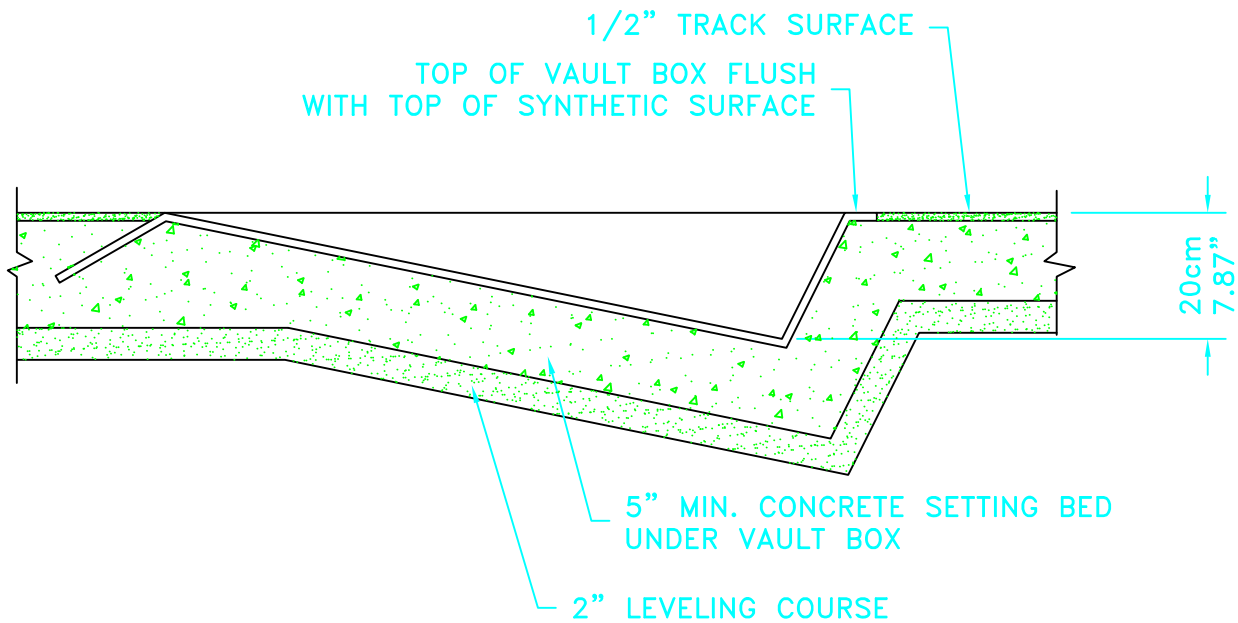 1/2” TRACK SURFACE
TOP OF VAULT BOX FLUSH
WITH TOP OF SYNTHETIC SURFACE
20cm
7.87”
5” MIN. CONCRETE SETTING BED
UNDER VAULT BOX
2” LEVELING COURSE